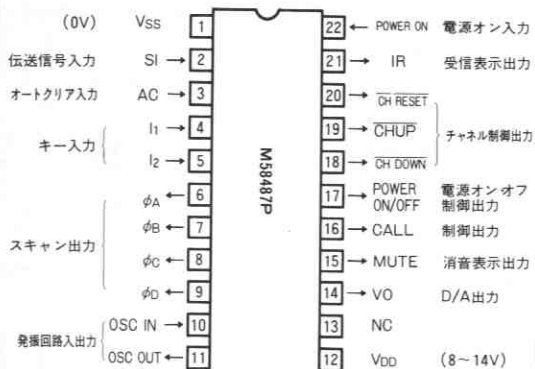 (0V) VSS 1
伝送信号入力 SI → 2
オートクリア入力 AC → 3
キー入力
I1 → 4
I2 → 5
スキャン出力
φA ← 6
φB ← 7
φC ← 8
φD ← 9
発振回路入出力
OSC IN → 10
OSC OUT ← 11
M58487P
22 ← POWER ON 電源オン入力
21 → IR 受信表示出力
20 → CH RESET
19 → CHUP
18 → CH DOWN
チャネル制御出力
17 → POWER ON/OFF 電源オン・オフ制御出力
16 → CALL 制御出力
15 → MUTE 消音表示出力
14 → VO D/A出力
13 NC
12 VDD (8~14V)